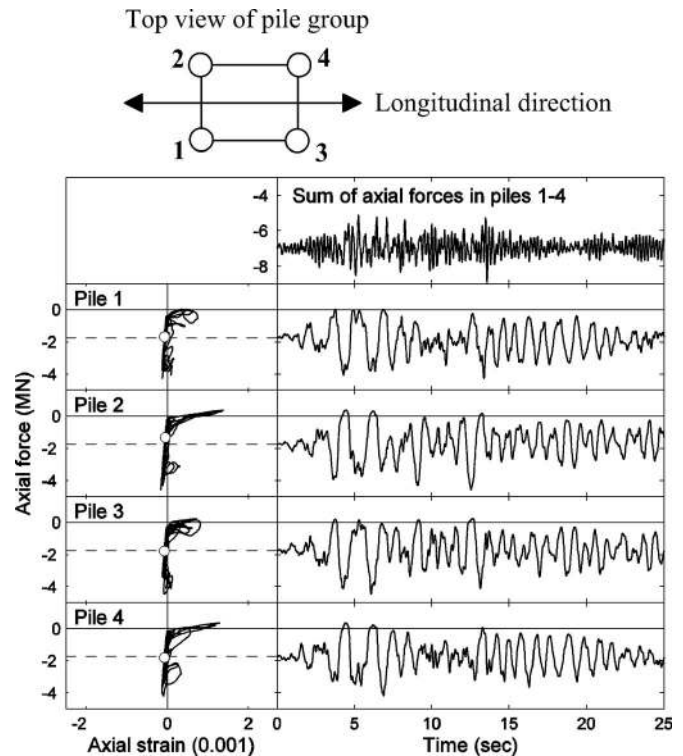 Top view of pile group
2 4
Longitudinal direction
1 3
Sum of axial forces in piles 1-4
-4
-6
-8
Pile 1
0
-2
-4
Pile 2
0
-2
-4
Pile 3
0
-2
-4
Pile 4
0
-2
-4
Axial force (MN)
-2 0 2 0 5 10 15 20 25
Axial strain (0.001) Time (sec)